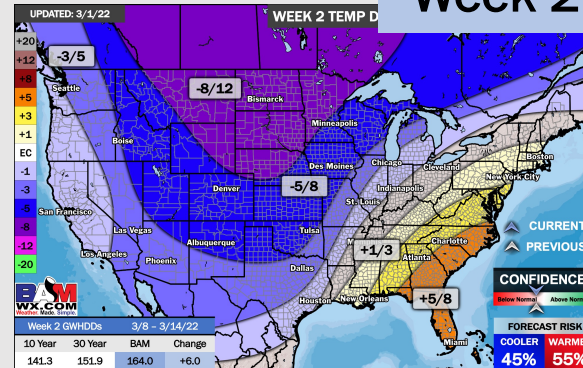 Week 2
UPDATED: 3/1/22
WEEK 2 TEMP D
+20
+12
+8
+5
+3
+1
EC
-1
-3
-5
-8
-12
-20
-3/5
Seattle
-8/12
Bismarck
Minneapolis
Boise
Boston
Des Moines
Chicago
Cleveland
New York City
Denver
-5/8
Indianapolis
St. Louis
San Francisco
Las Vegas
Tulsa
CURRENT
Albuquerque
+1/3
Charlotte
PREVIOUS
Los Angeles
Phoenix
Dallas
Atlanta
CONFIDENCE
BAM
WX.COM
Weather. Made. Simple.
Houston
New Orleans
+5/8
Below Normal
Above Norm
Week 2 GWHDDs
3/8 – 3/14/22
FORECAST RISK
10 Year
30 Year
BAM
Change
Miami
COOLER
WARME
141.3
151.9
164.0
+6.0
45%
55%